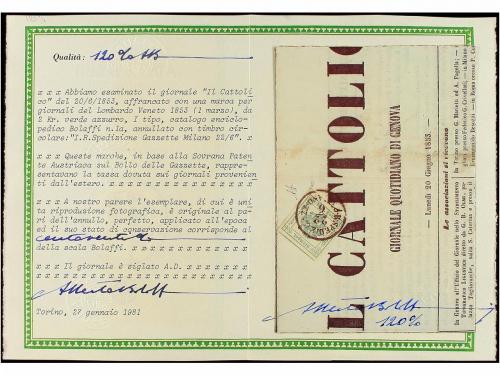 Qualità: 120% AB
x x x Abbiamo esaminato il giornale "Il Cattoli
co" del 20/6/1853, affrancato con una marca per
giornali del Lombardo Veneto 1853 (1 marzo), da
2 Kr. verde azzurro, I tipo, catalogo enciclo-
pedico Bolaffi n.1a, annullato con timbro cir-
colare:"I.R.Spedizione Gazzette Milano 22/6". x
x x x Queste marche, in base alla Sovrana Paten
te Austriaca sul Bollo delle Gazzette, rappre-
sentavano la tassa dovuta sui giornali provenien
ti dall'estero. x x x
x x x A nostro parere l'esemplare, di cui è uni
ta riproduzione fotografica, è originale al pa-
ri dell'annullo, perfetto, applicato all'epoca
ed il suo stato di conservazione corrisponde al
centoventi %
della scala Bolaffi. x x x
x x x Il giornale è siglato A.D. x x x
Torino, 27 gennaio 1981
IL CATTOLIC
GIORNALE QUOTIDIANO DI GENOVA
— Lunedì 20 Giugno 1853. —
Le associazioni si ricevono
120%